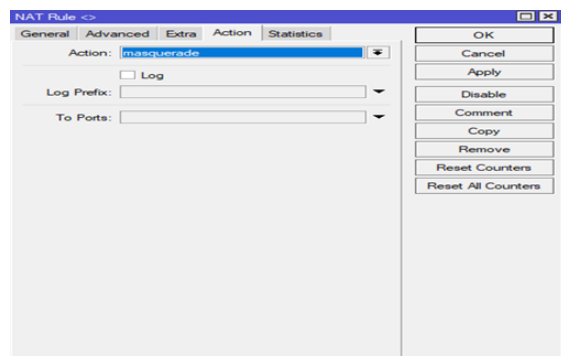 NAT Rule <>
General Advanced Extra Action Statistics
Action: masquerade
Log
Log Prefix:
To Ports:
OK
Cancel
Apply
Disable
Comment
Copy
Remove
Reset Counters
Reset All Counters